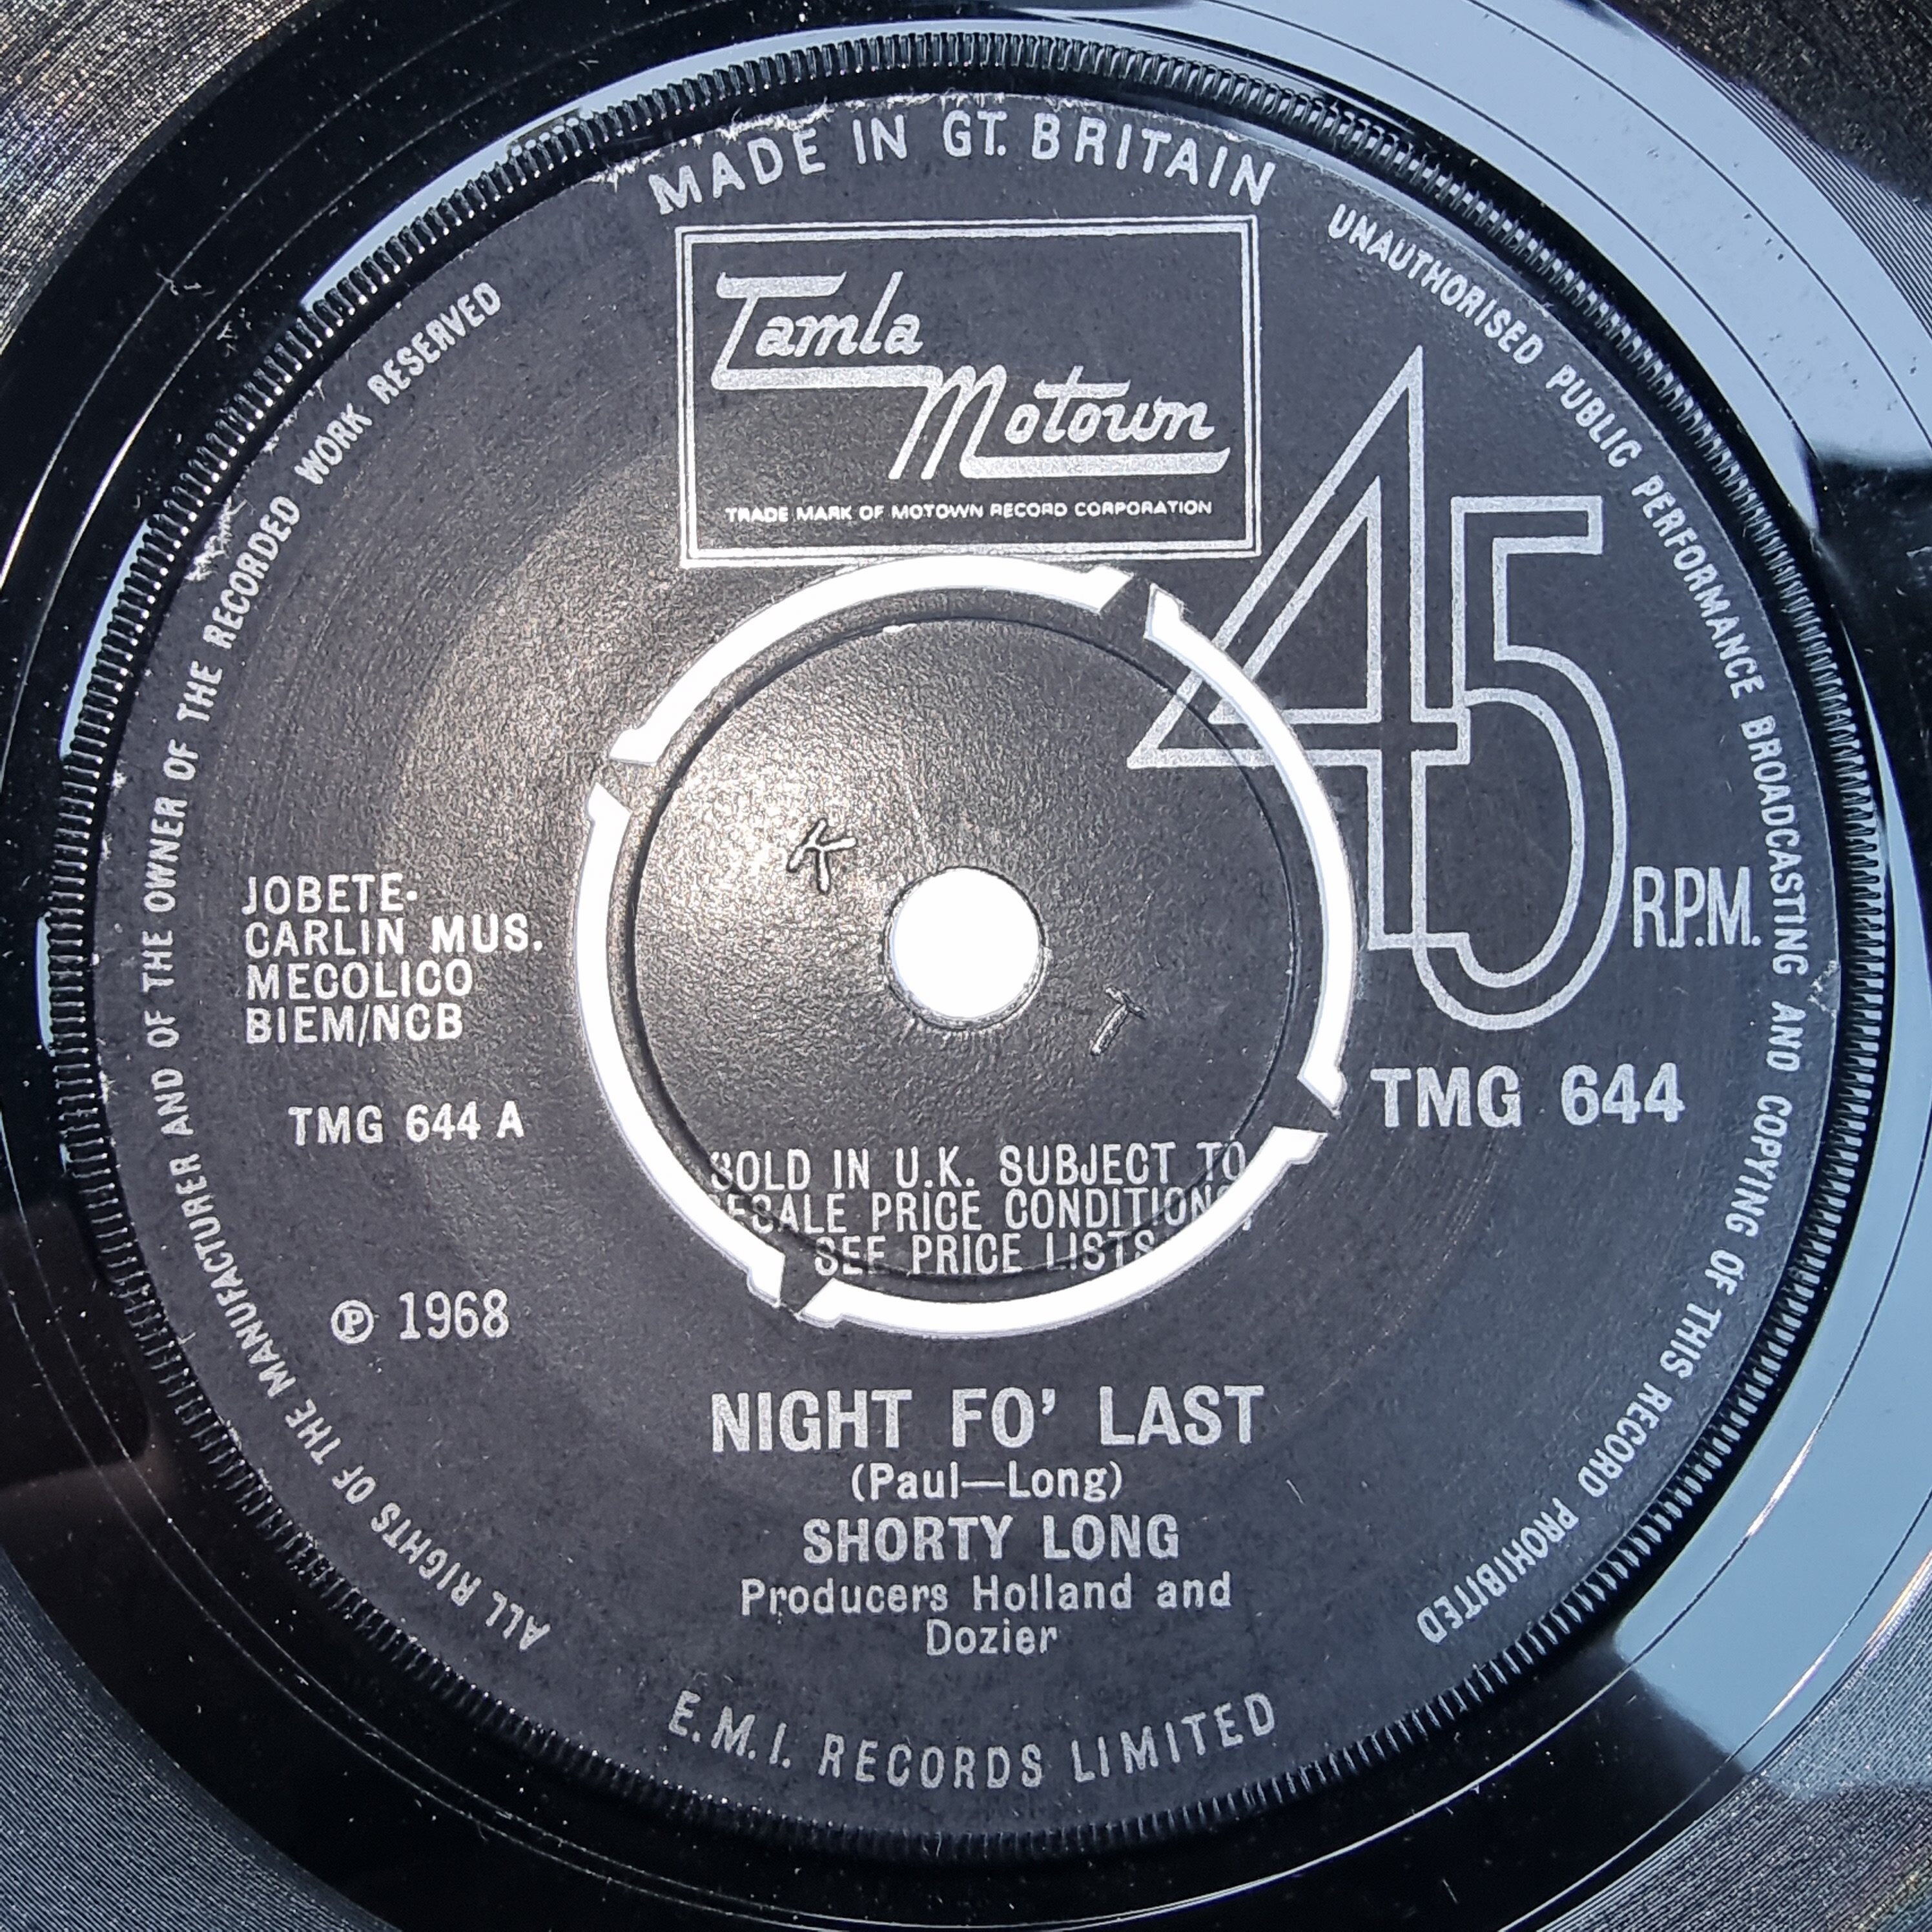 MADE IN GT. BRITAIN
Tamla
Motown
TRADE MARK OF MOTOWN RECORD CORPORATION
45
R.P.M.
UNAUTHORISED PUBLIC PERFORMANCE BROADCASTING AND COPYING OF THIS RECORD PROHIBITED
ALL RIGHTS OF THE MANUFACTURER AND OF THE OWNER OF THE RECORDED WORK RESERVED
K
T
JOBETE-
CARLIN MUS.
MECOLICO
BIEM/NCB
TMG 644 A
TMG 644
SOLD IN U.K. SUBJECT TO
RESALE PRICE CONDITIONS,
SEE PRICE LISTS
℗ 1968
NIGHT FO' LAST
(Paul—Long)
SHORTY LONG
Producers Holland and
Dozier
E.M.I. RECORDS LIMITED